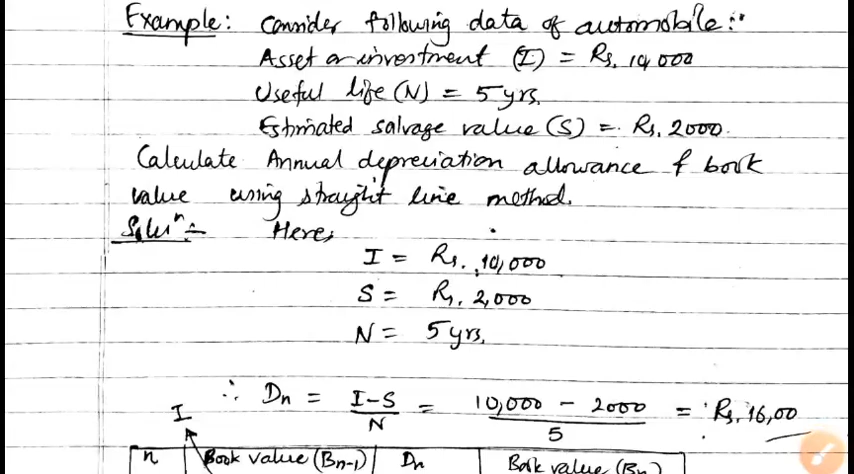 Example: Consider following data of automobile:-
Asset or investment (I) = Rs. 10,000
Useful life (N) = 5 yrs.
Estimated salvage value (S) = Rs. 2000.
Calculate Annual depreciation allowance & book
value using straight line method.
Soluⁿ:- Here,
I = Rs. 10,000
S = Rs. 2,000
N = 5 yrs.
∴ Dn = I-S/N = 10,000 - 2000/5 = Rs. 16,00
I
n Book value (Bn-1) Dn Book value (Bn)